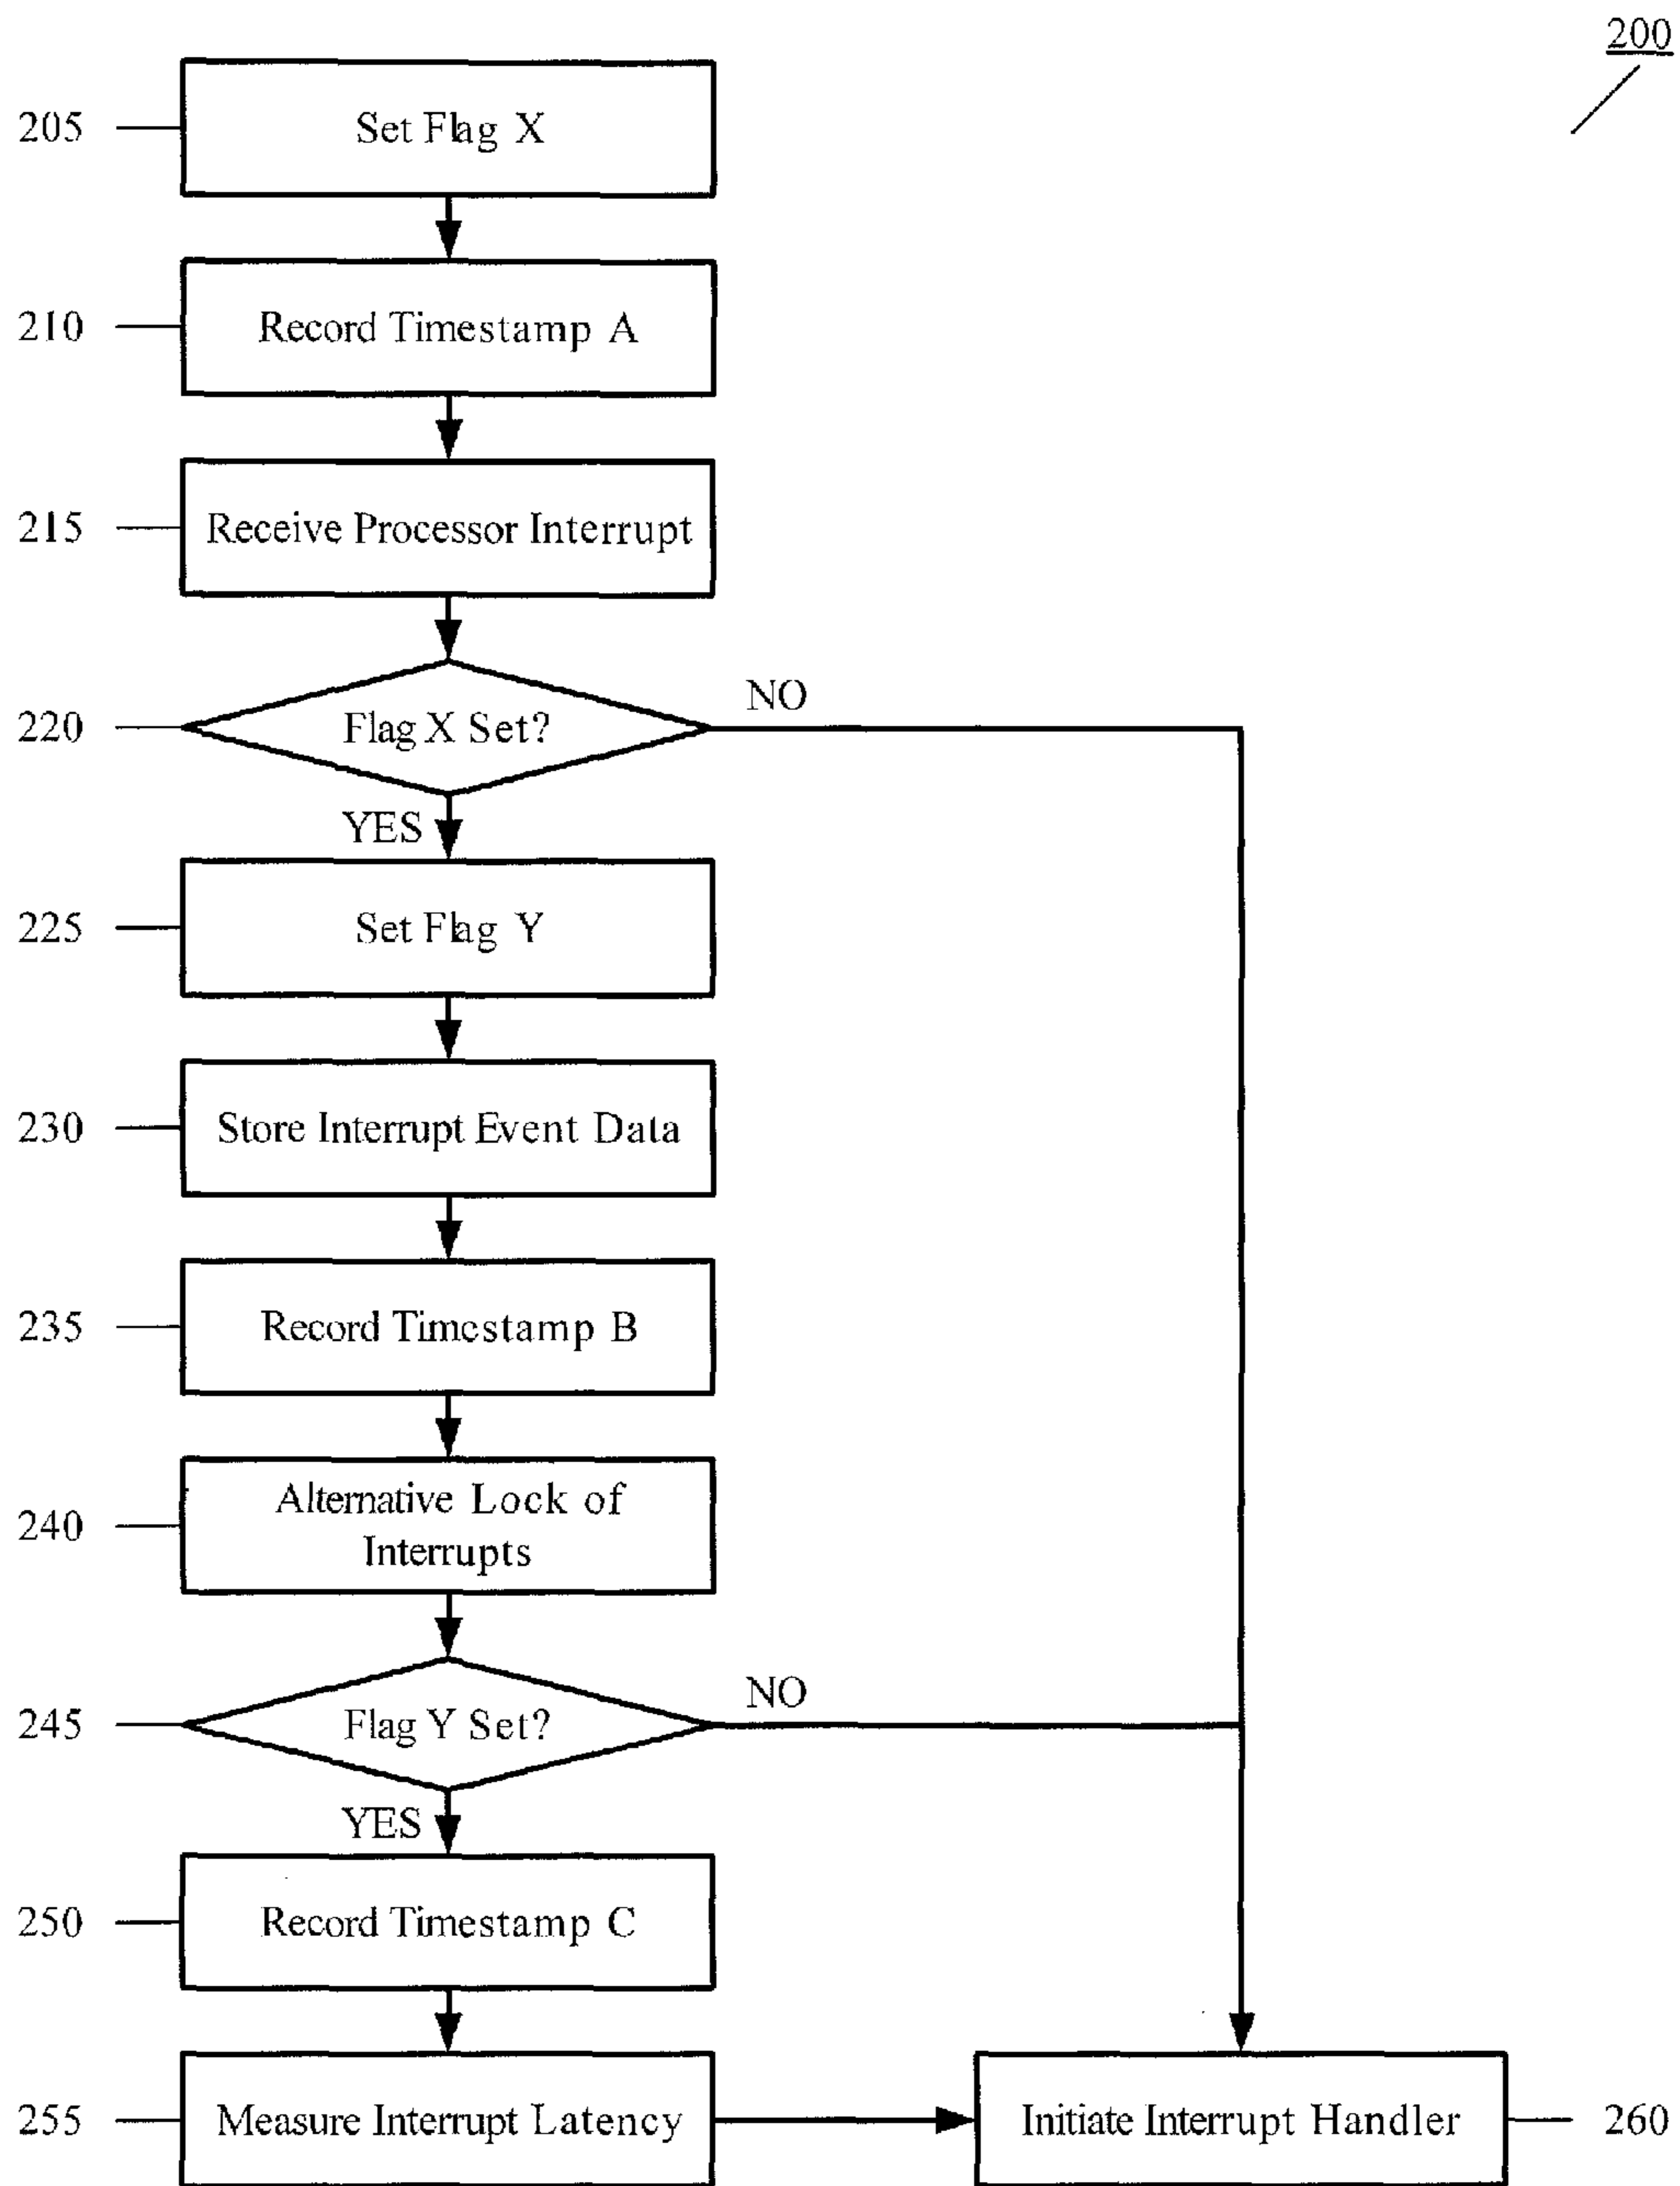 200
205
Set Flag X
210
Record Timestamp A
215
Receive Processor Interrupt
220
Flag X Set?
NO
YES
225
Set Flag Y
230
Store Interrupt Event Data
235
Record Timestamp B
240
Alternative Lock of
Interrupts
245
Flag Y Set?
NO
YES
250
Record Timestamp C
255
Measure Interrupt Latency
Initiate Interrupt Handler
260